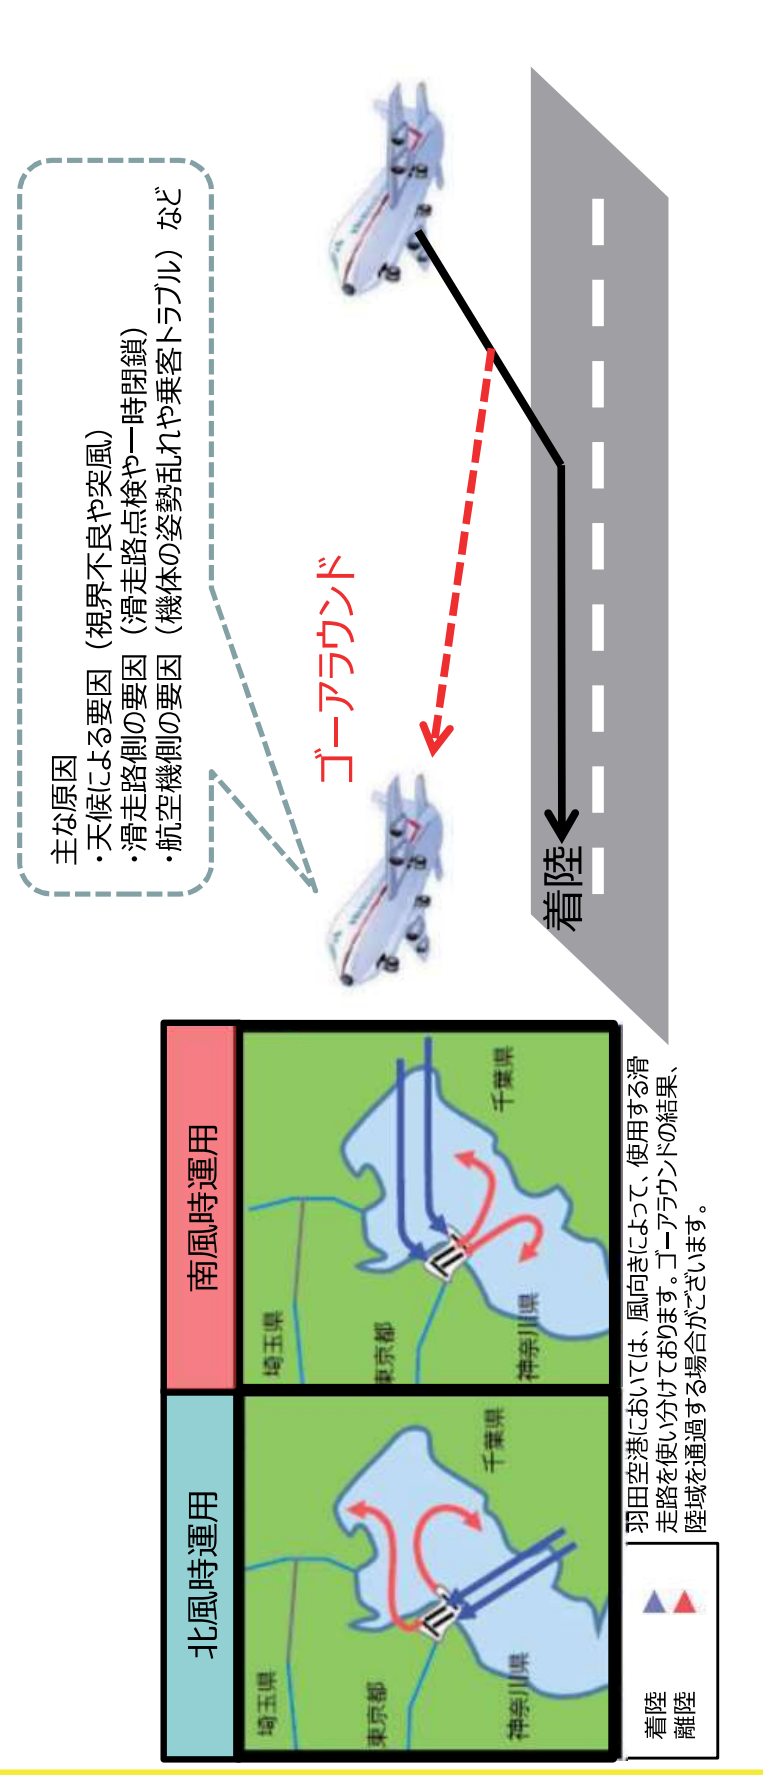 主な原因
・天候による要因（視界不良や突風）
・滑走路側の要因（滑走路点検や一時閉鎖）
・航空機側の要因（機体の姿勢乱れや乗客トラブル）など
ゴーアラウンド
着陸
北風時運用
南風時運用
埼玉県
東京都
神奈川県
千葉県
埼玉県
東京都
神奈川県
千葉県
着陸
離陸
羽田空港においては、風向きによって、使用する滑
走路を使い分けております。ゴーアラウンドの結果、
陸域を通過する場合がございます。